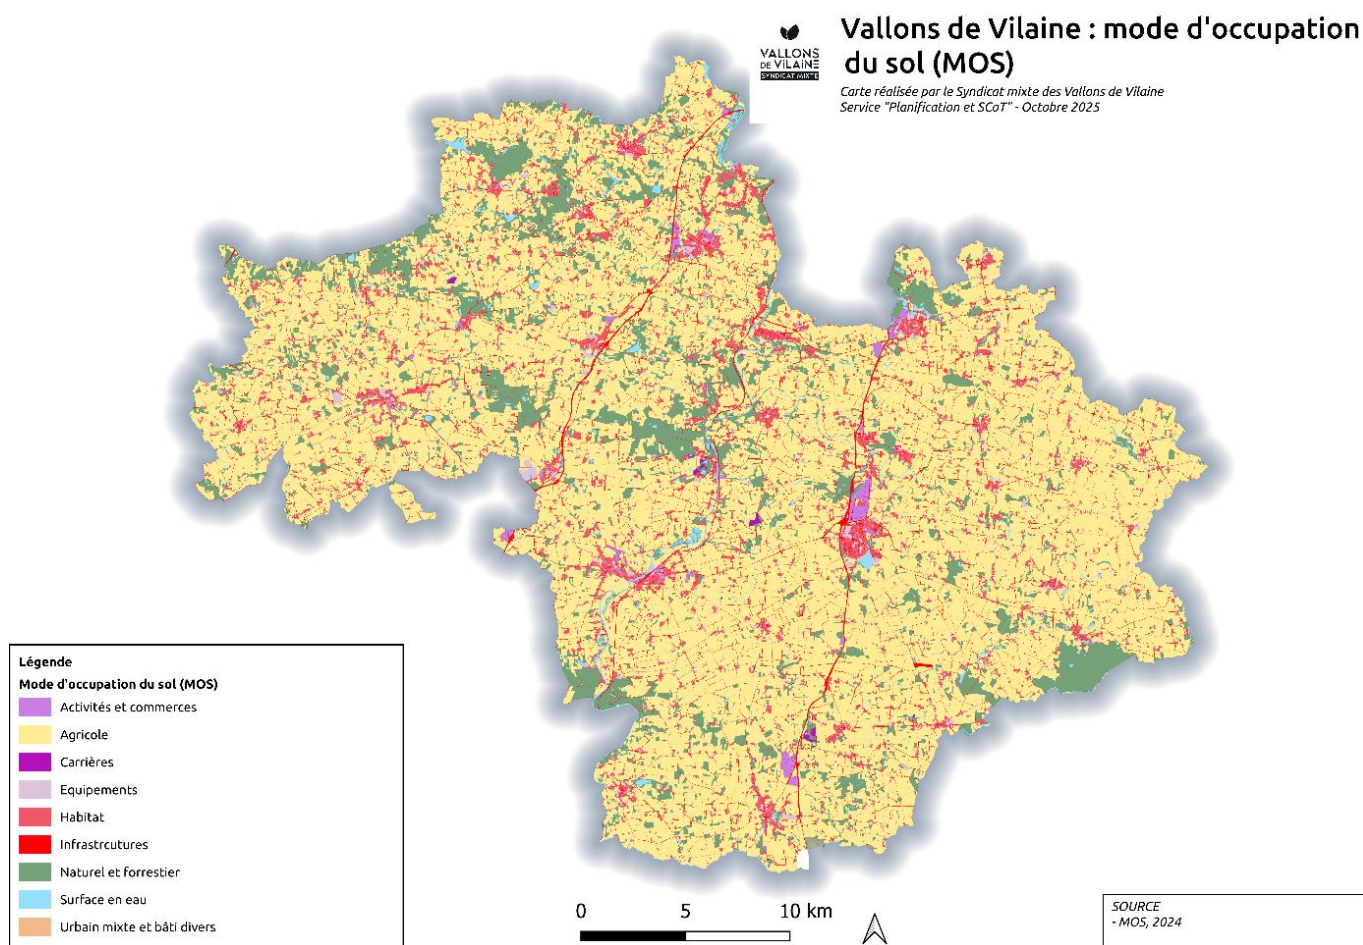 VALLONS
DE VILAINE
SYNDICAT MIXTE
Vallons de Vilaine : mode d'occupation
du sol (MOS)
Carte réalisée par le Syndicat mixte des Vallons de Vilaine
Service "Planification et SCoT" - Octobre 2025
Légende
Mode d'occupation du sol (MOS)
Activités et commerces
Agricole
Carrières
Equipements
Habitat
Infrastrcutures
Naturel et forrestier
Surface en eau
Urbain mixte et bâti divers
0 5 10 km
SOURCE
- MOS, 2024